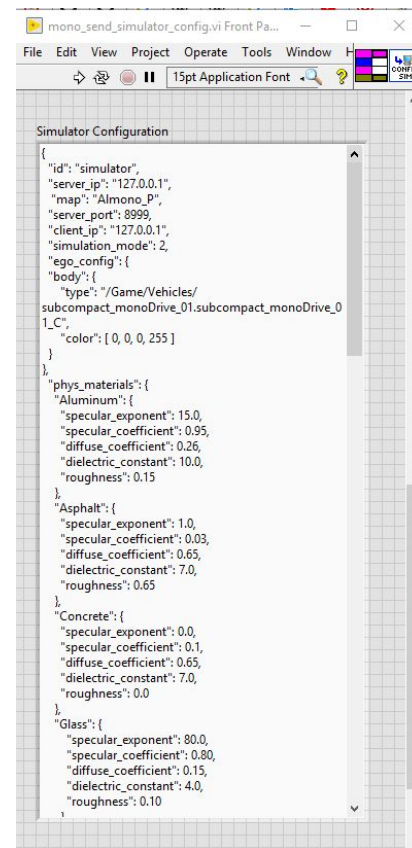 mono_send_simulator_config.vi Front Pa...
File Edit View Project Operate Tools Window H
15pt Application Font
?
CONFI
SIM
Simulator Configuration
{
"id": "simulator",
"server_ip": "127.0.0.1",
"map": "Almono_P",
"server_port": 8999,
"client_ip": "127.0.0.1",
"simulation_mode": 2,
"ego_config": {
"body": {
"type": "/Game/Vehicles/
subcompact_monoDrive_01.subcompact_monoDrive_0
1_C",
"color": [ 0, 0, 0, 255 ]
}
},
"phys_materials": {
"Aluminum": {
"specular_exponent": 15.0,
"specular_coefficient": 0.95,
"diffuse_coefficient": 0.26,
"dielectric_constant": 10.0,
"roughness": 0.15
},
"Asphalt": {
"specular_exponent": 1.0,
"specular_coefficient": 0.03,
"diffuse_coefficient": 0.65,
"dielectric_constant": 7.0,
"roughness": 0.65
},
"Concrete": {
"specular_exponent": 0.0,
"specular_coefficient": 0.1,
"diffuse_coefficient": 0.65,
"dielectric_constant": 7.0,
"roughness": 0.0
},
"Glass": {
"specular_exponent": 80.0,
"specular_coefficient": 0.80,
"diffuse_coefficient": 0.15,
"dielectric_constant": 4.0,
"roughness": 0.10